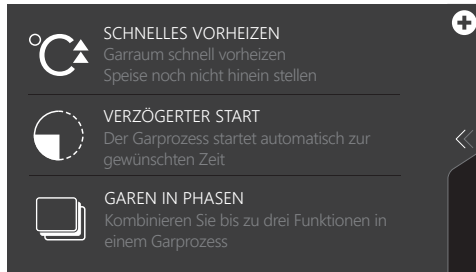 SCHNELLES VORHEIZEN
Garraum schnell vorheizen
Speise noch nicht hinein stellen
VERZÖGERTER START
Der Garprozess startet automatisch zur
gewünschten Zeit
GAREN IN PHASEN
Kombinieren Sie bis zu drei Funktionen in
einem Garprozess